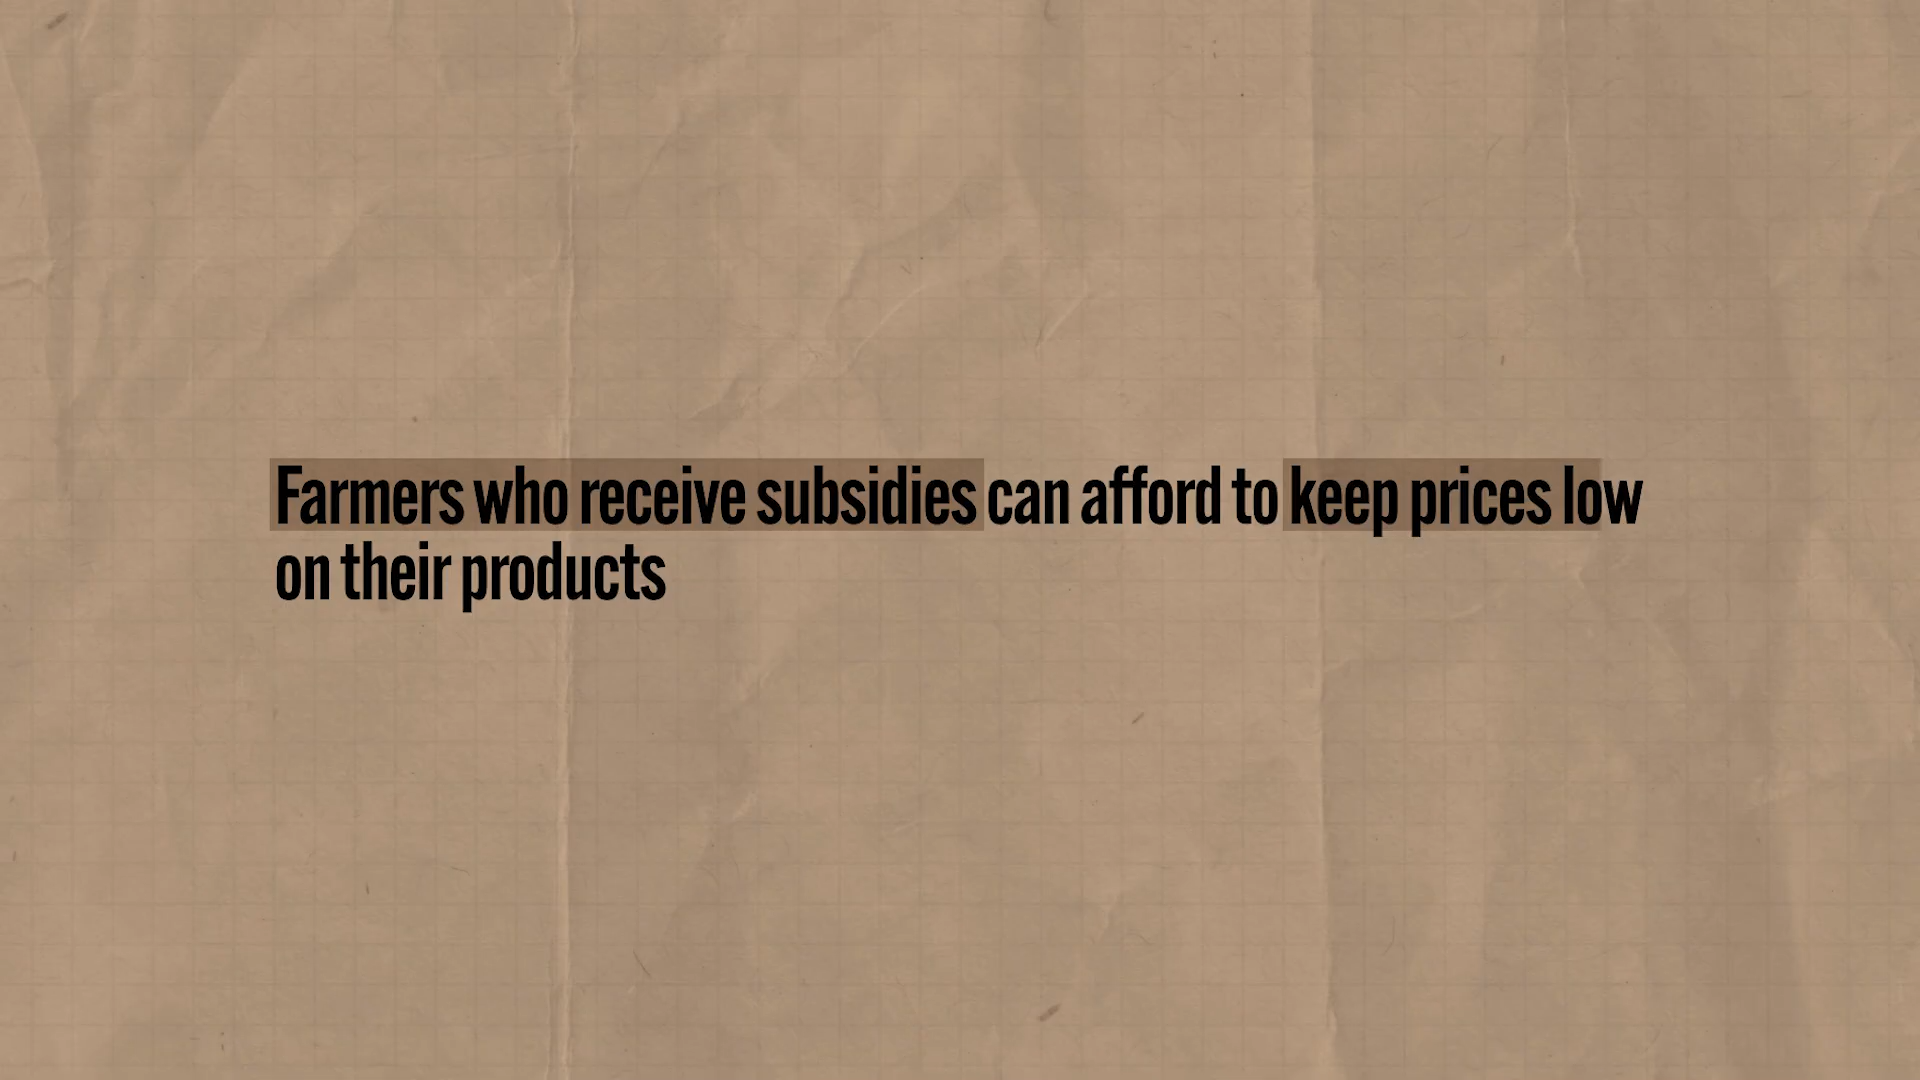 Farmers who receive subsidies can afford to keep prices low
on their products